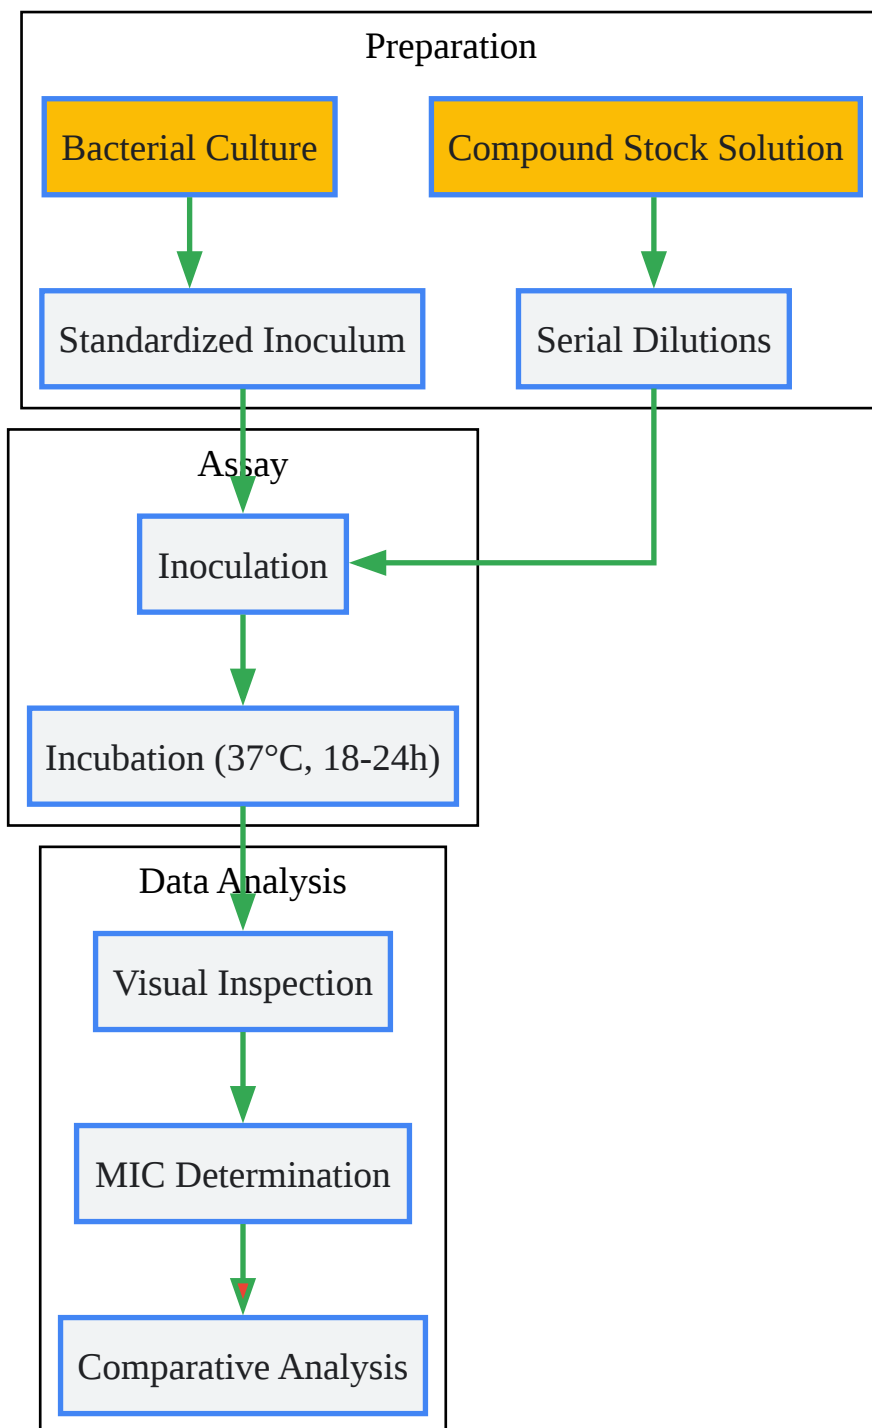 Preparation
Bacterial Culture
Compound Stock Solution
Standardized Inoculum
Serial Dilutions
Assay
Inoculation
Incubation (37°C, 18-24h)
Data Analysis
Visual Inspection
MIC Determination
Comparative Analysis